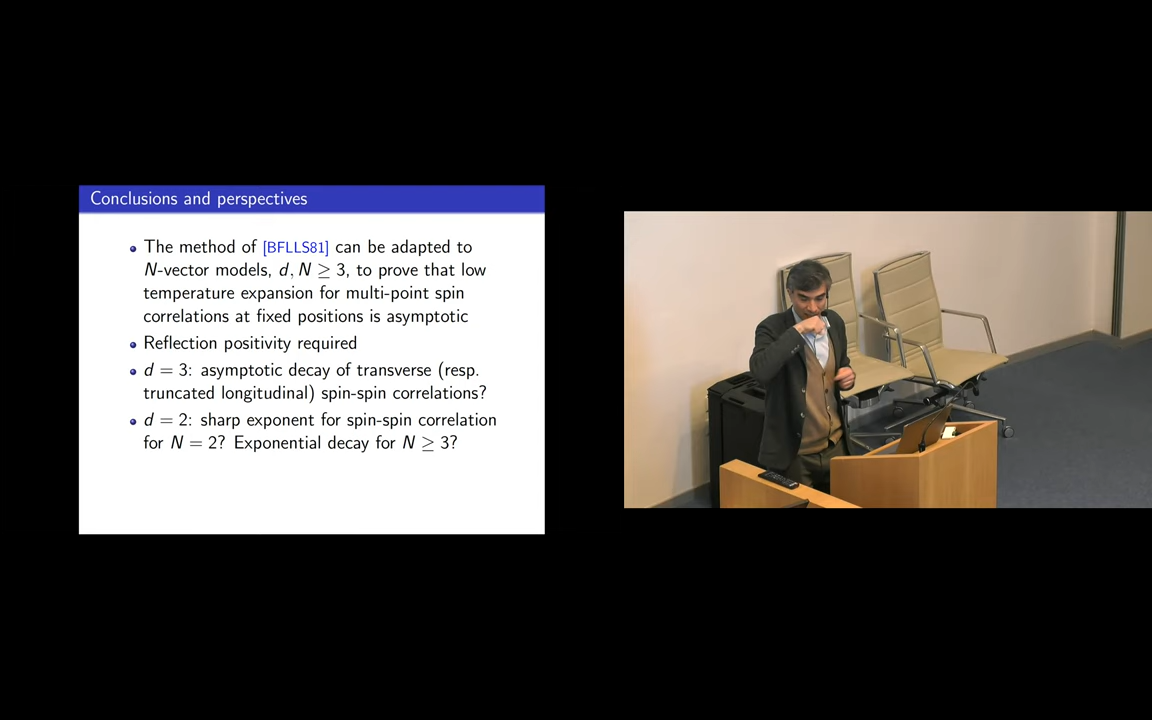 Conclusions and perspectives
The method of [BFLLS81] can be adapted to
N-vector models, d, N ≥ 3, to prove that low
temperature expansion for multi-point spin
correlations at fixed positions is asymptotic
Reflection positivity required
d = 3: asymptotic decay of transverse (resp.
truncated longitudinal) spin-spin correlations?
d = 2: sharp exponent for spin-spin correlation
for N = 2? Exponential decay for N ≥ 3?